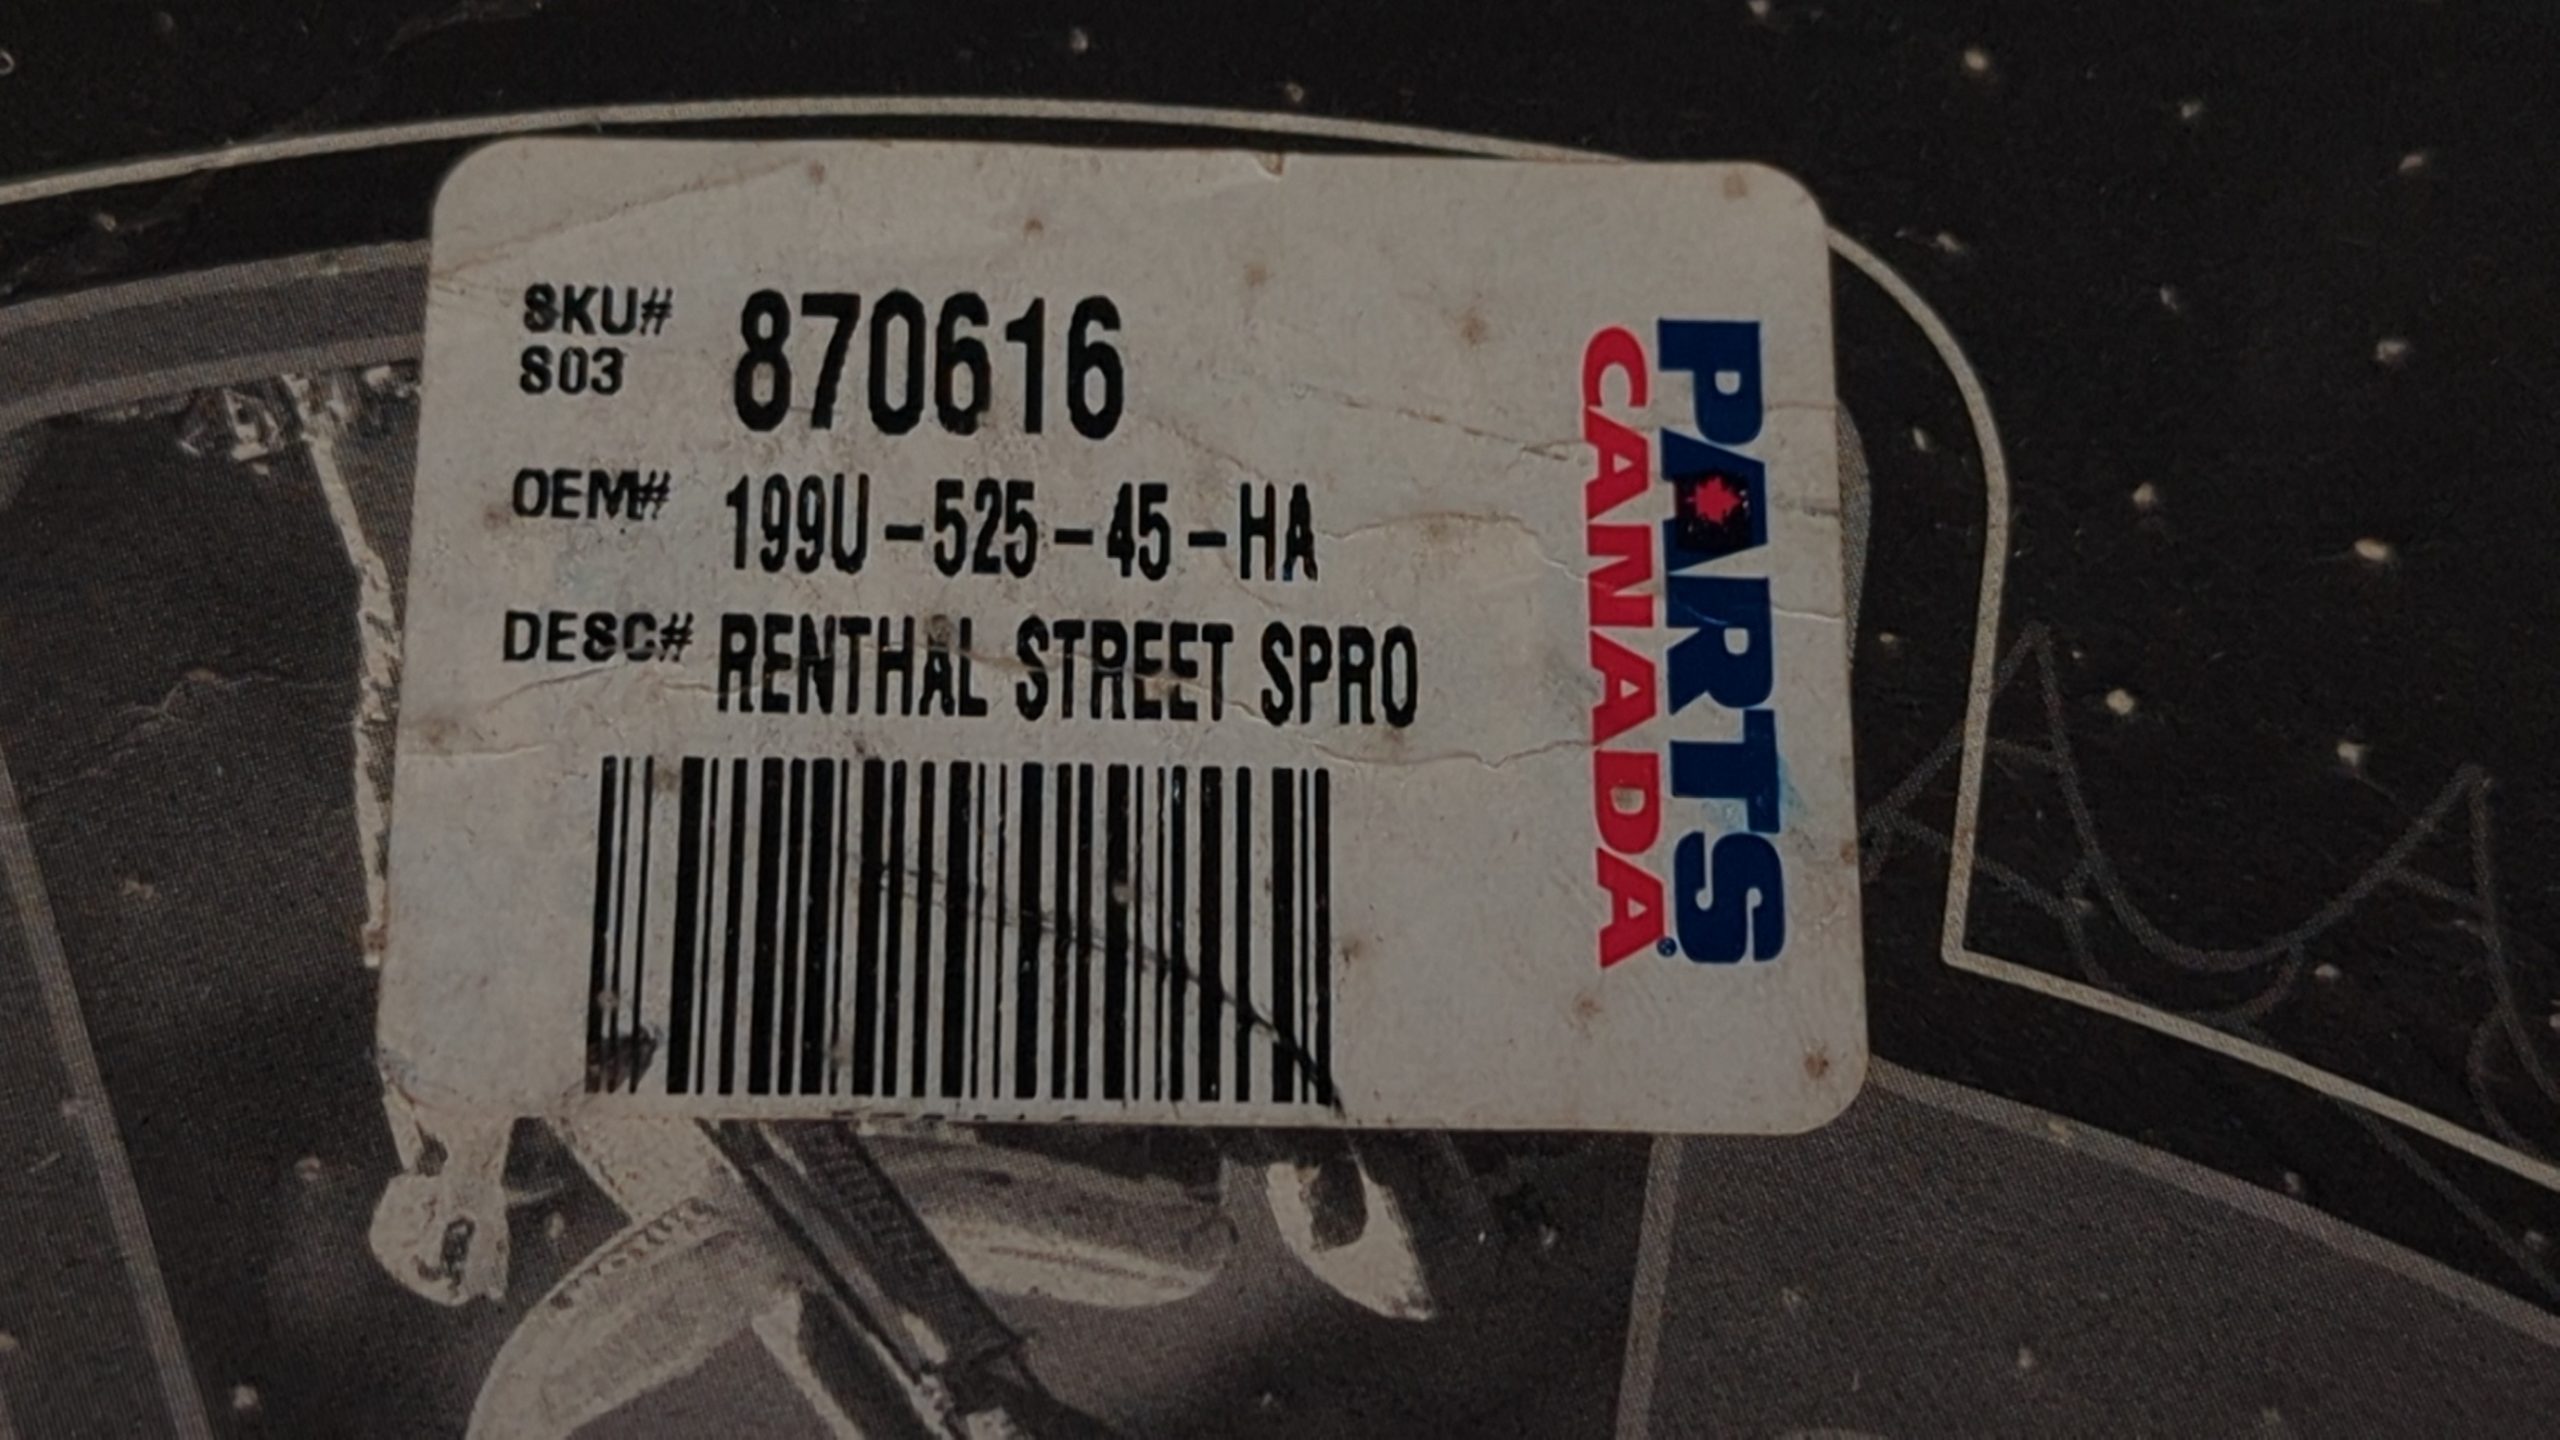 SKU# 870616
S03
OEM# 199U-525-45-HA
DESC# RENTHAL STREET SPRO
PARTS
CANADA®